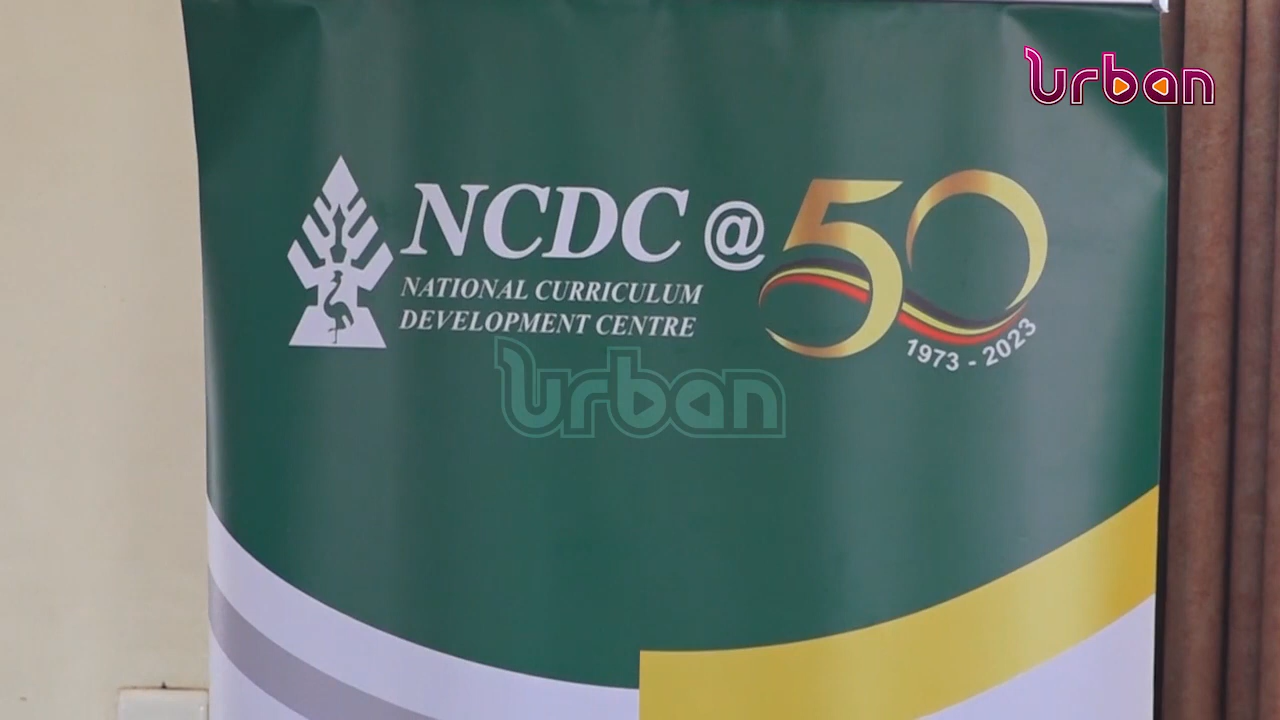 Urban
NCDC @ 50
NATIONAL CURRICULUM
DEVELOPMENT CENTRE
1973 - 2023
Urban